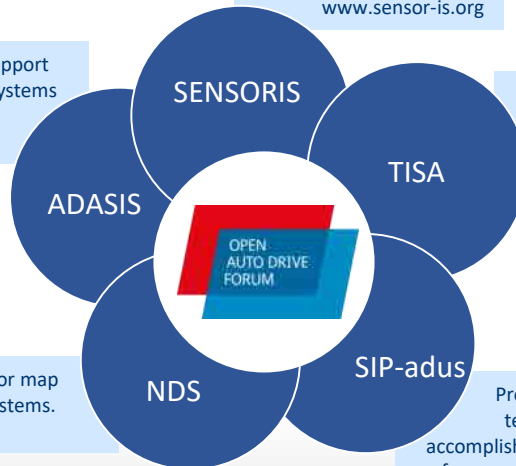 www.sensor-is.org
pport
ystems
SENSORIS
TISA
ADASIS
OPEN
AUTO DRIVE
FORUM
SIP-adus
or map
stems.
NDS
Pr
te
accomplish